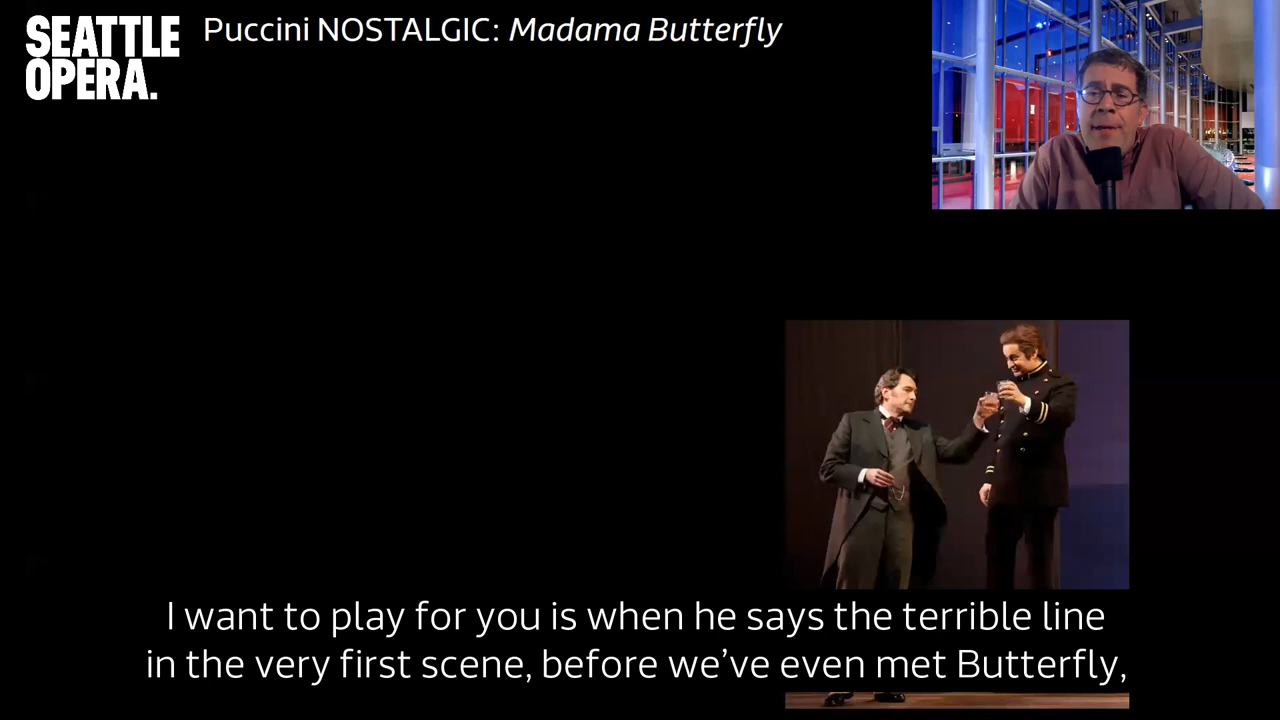 SEATTLE
OPERA.
Puccini NOSTALGIC: Madama Butterfly
I want to play for you is when he says the terrible line
in the very first scene, before we’ve even met Butterfly,